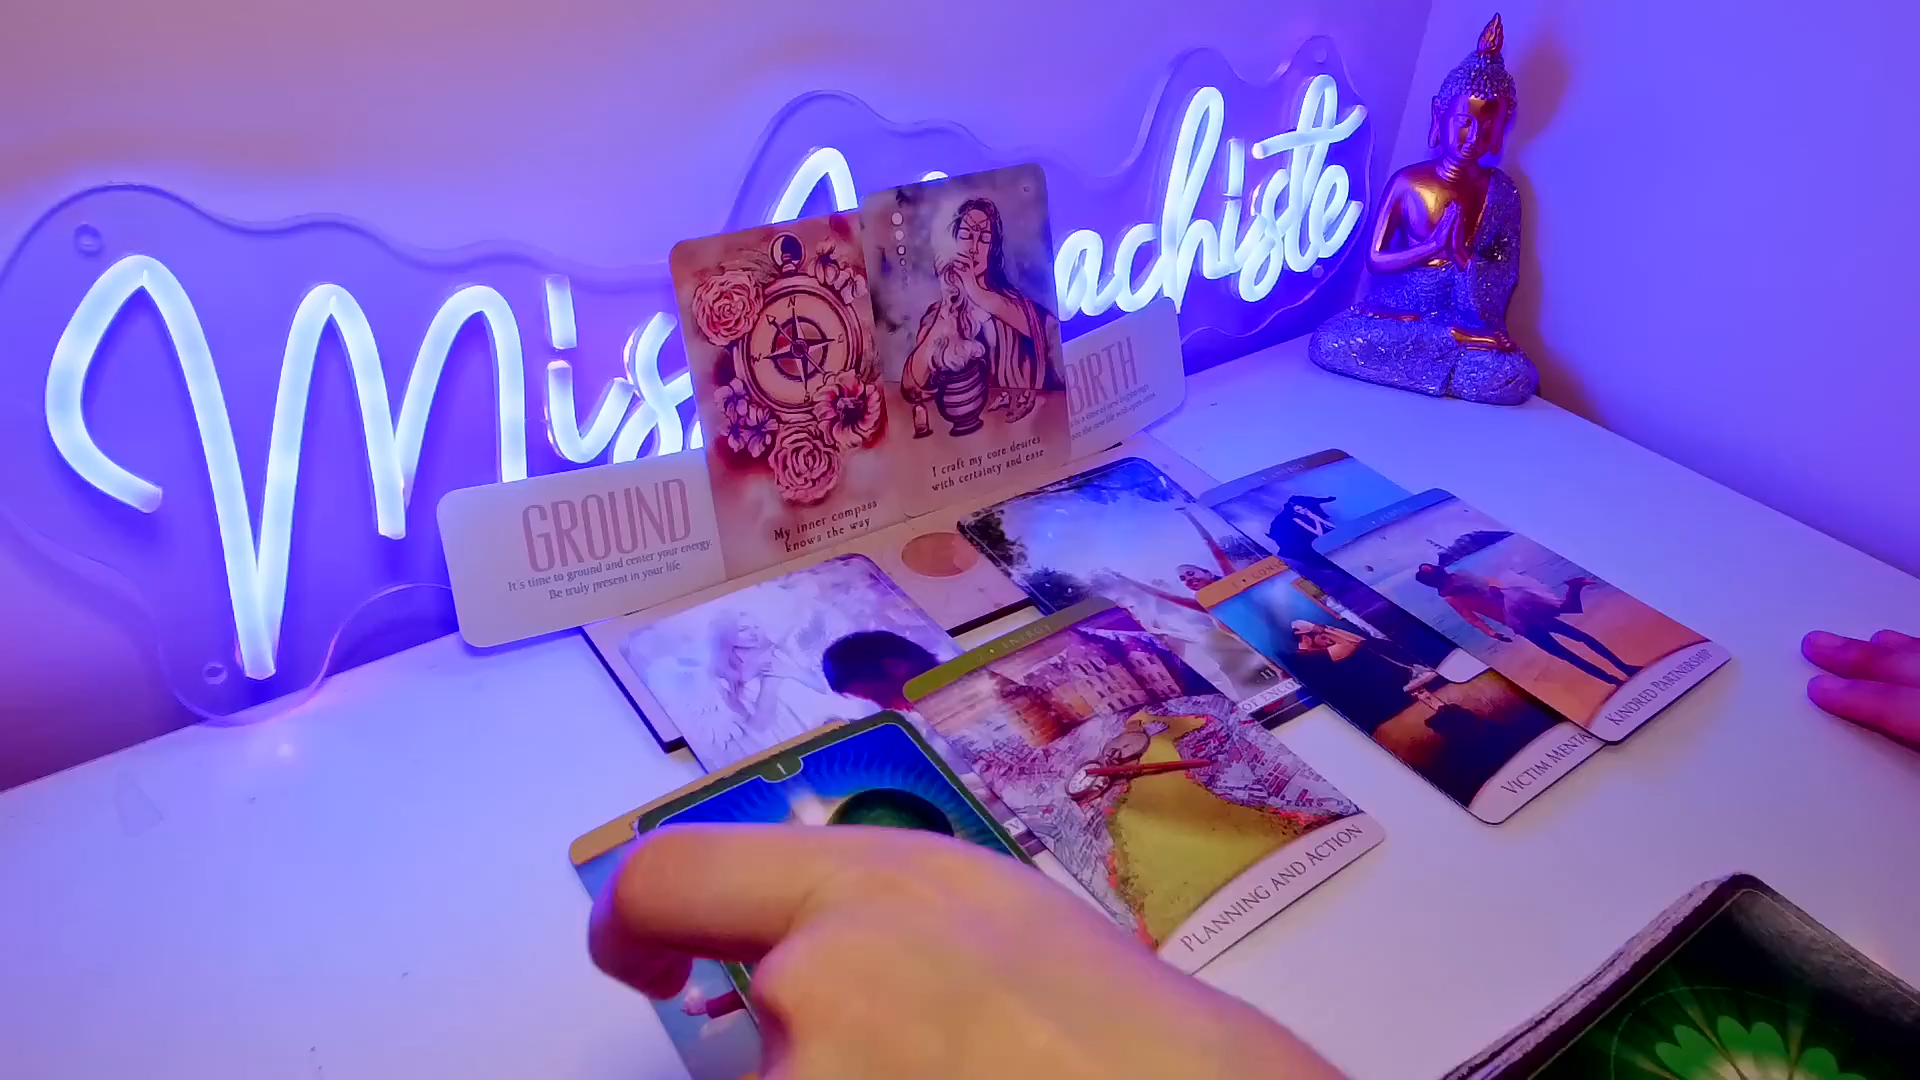 Miss
achiste
GROUND
It's time to ground and center your energy.
Be truly present in your life
My inner compass
knows the way
I craft my core desires
with certainty and ease
BIRTH
ENERGY
PLANNING AND ACTION
VICTIM MENTA
KINDRED PARTNERSHIP